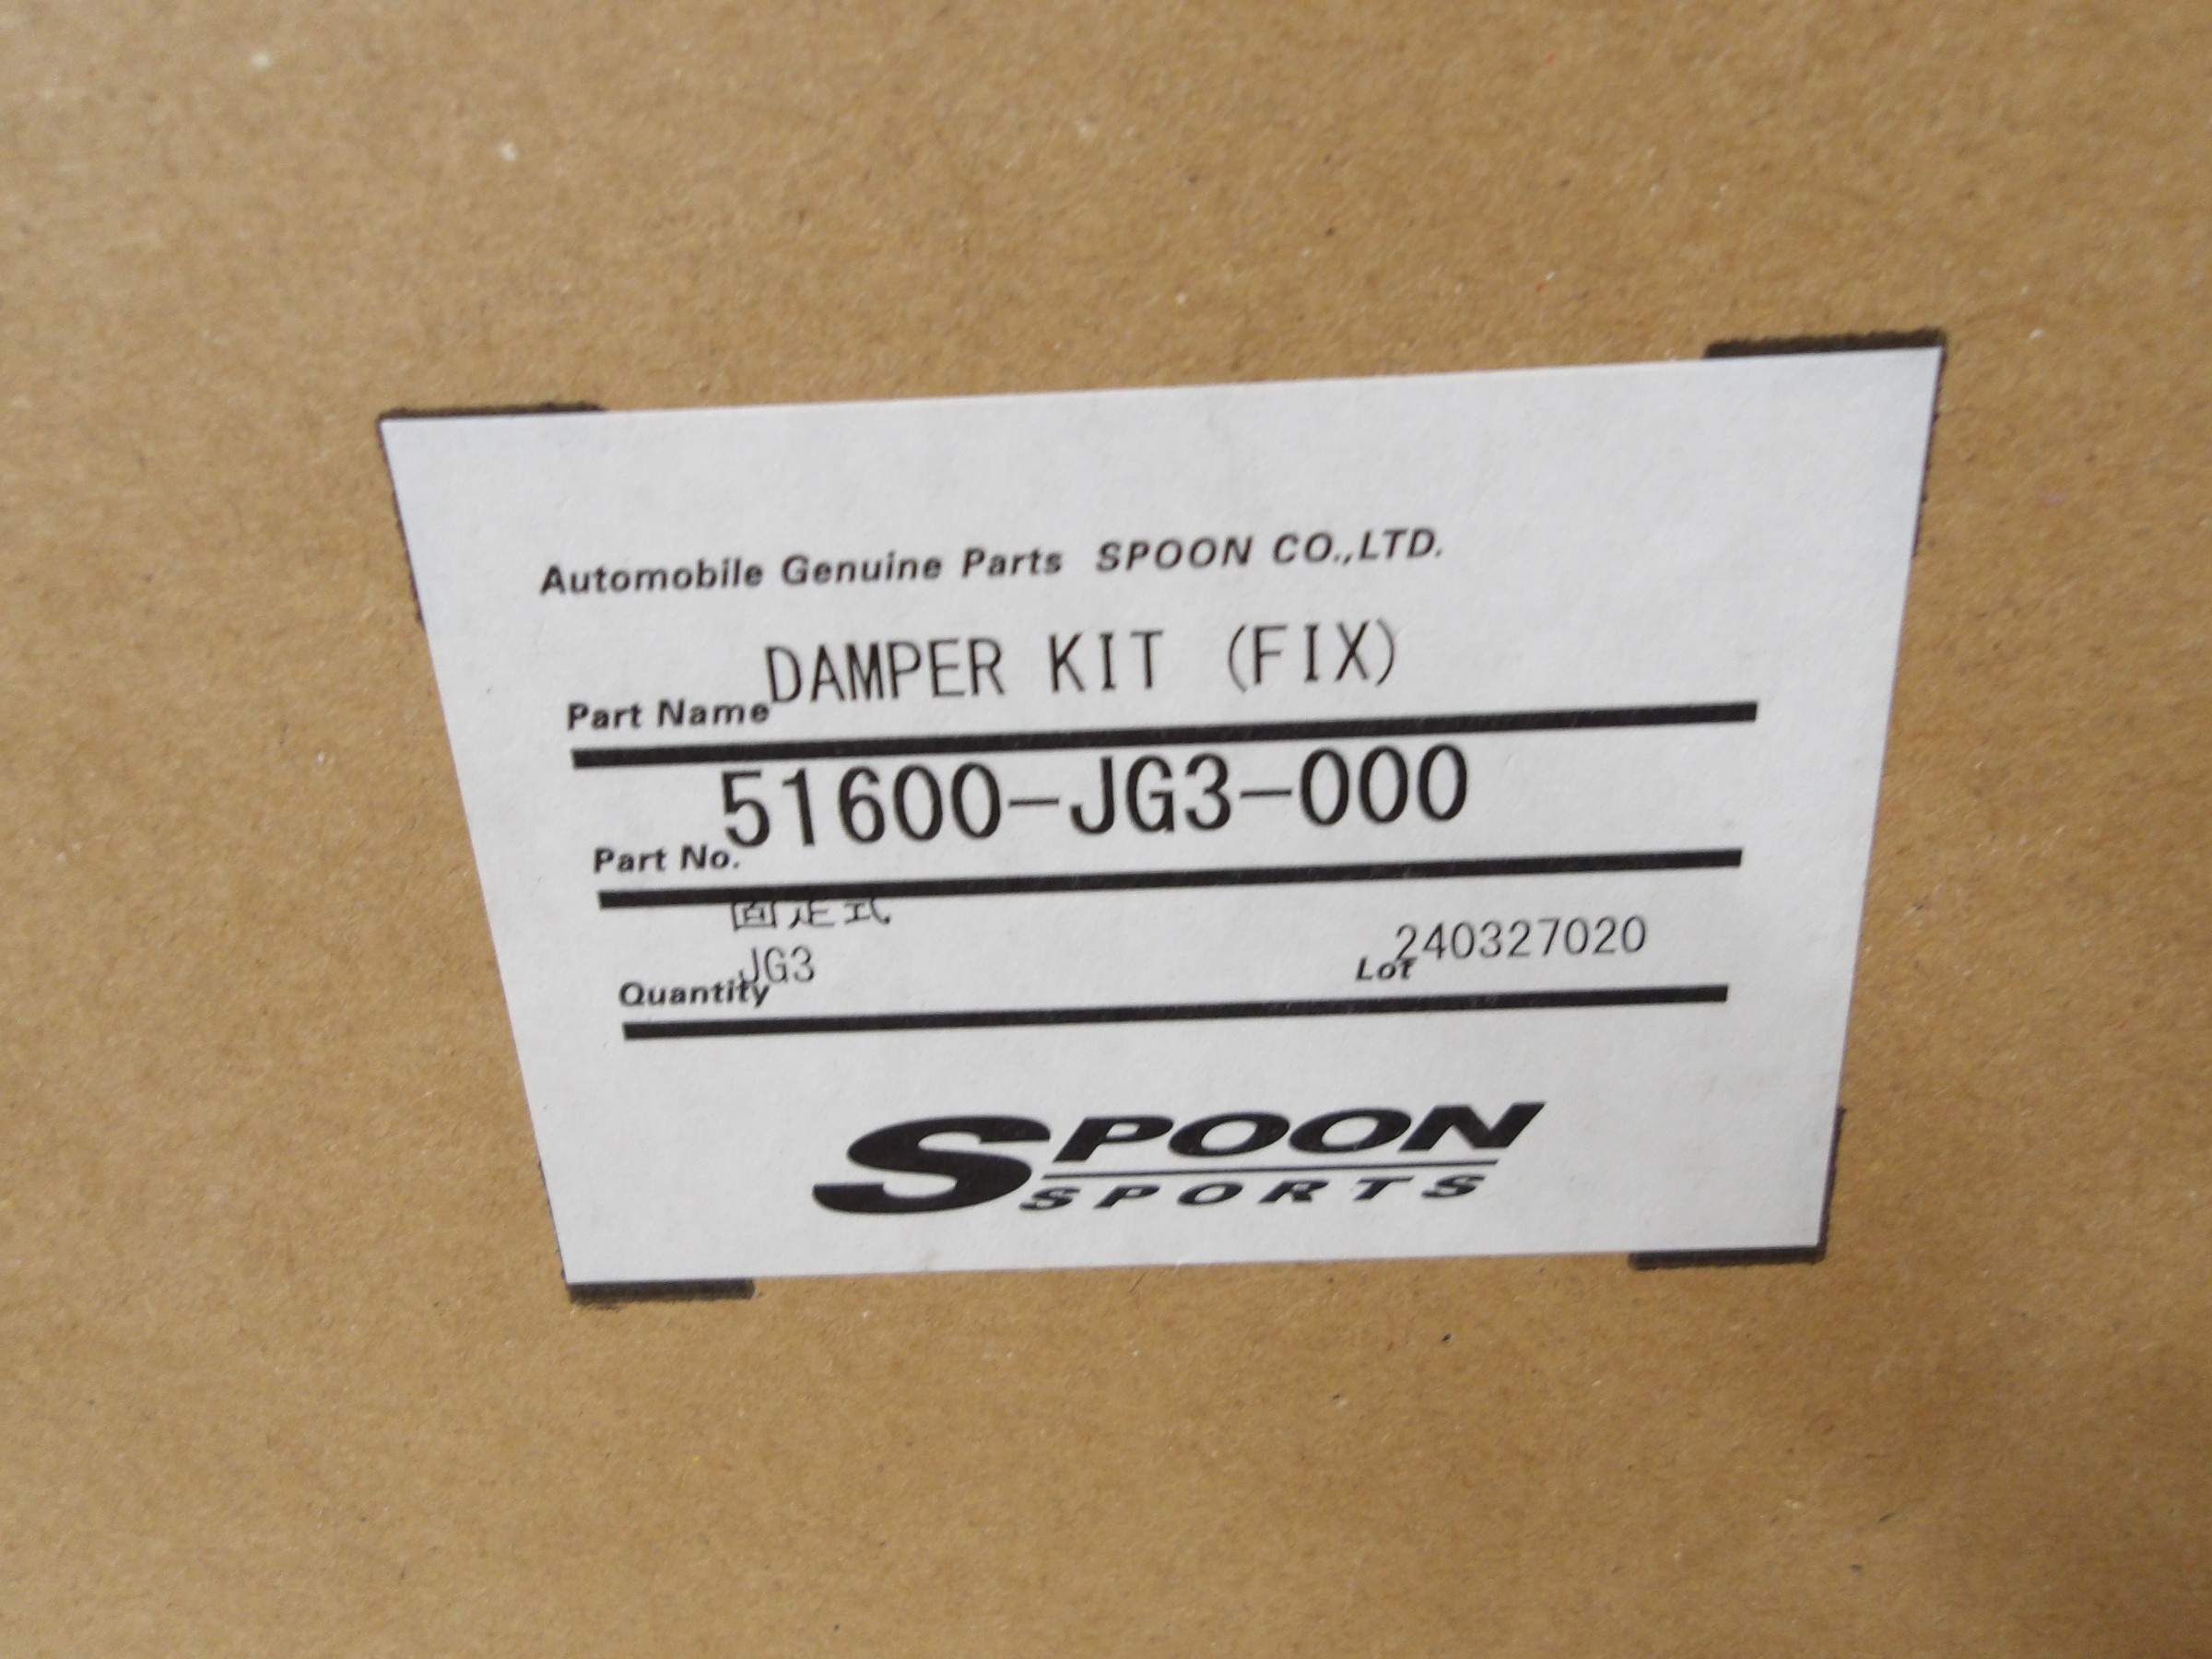 Automobile Genuine Parts SPOON CO.,LTD.
Part Name DAMPER KIT (FIX)
Part No. 51600-JG3-000
固定式
Quantity JG3
Lot 240327020
SPOON
SPORTS